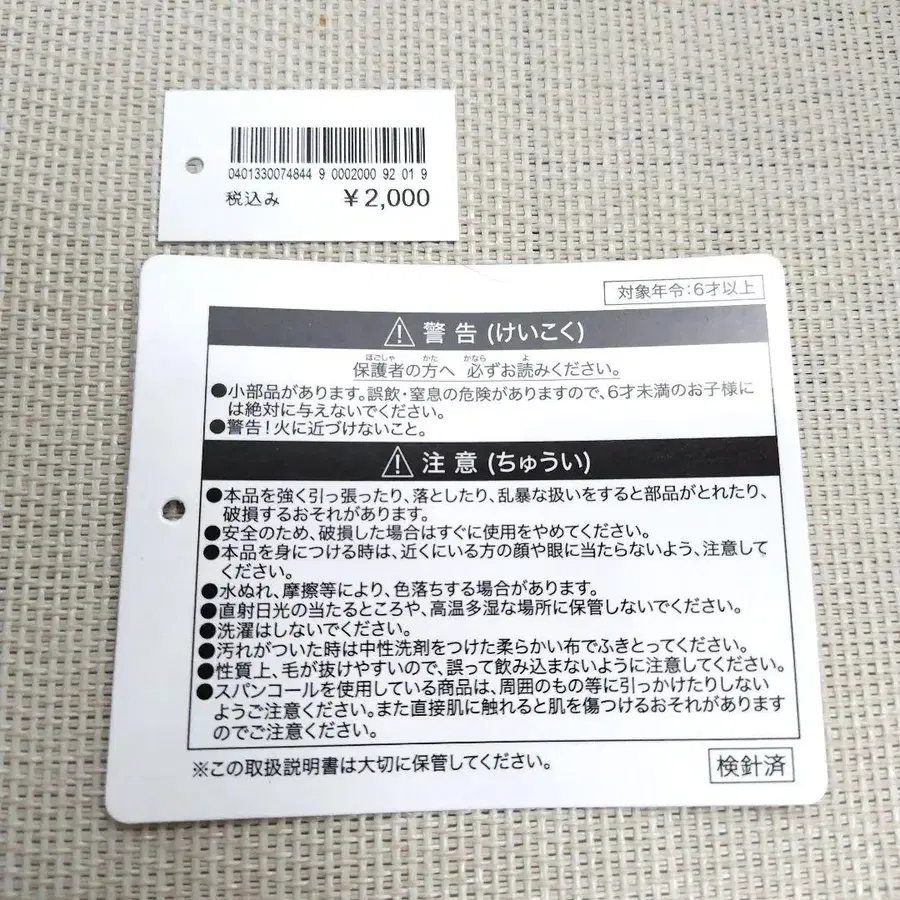 0401330074844 9 0002000 92 01 9
税込み ¥2,000
対象年令:6才以上
警告(けいこく)
ほごしゃ かた かなら よ
保護者の方へ 必ずお読みください。
●小部品があります。誤飲・窒息の危険がありますので、6才未満のお子様に
は絶対に与えないでください。
●警告!火に近づけないこと。
注意(ちゅうい)
●本品を強く引っ張ったり、落としたり、乱暴な扱いをすると部品がとれたり、
破損するおそれがあります。
●安全のため、破損した場合はすぐに使用をやめてください。
●本品を身につける時は、近くにいる方の顔や眼に当たらないよう、注意して
ください。
●水ぬれ、摩擦等により、色落ちする場合があります。
●直射日光の当たるところや、高温多湿な場所に保管しないでください。
●洗濯はしないでください。
●汚れがついた時は中性洗剤をつけた柔らかい布でふきとってください。
●性質上、毛が抜けやすいので、誤って飲み込まないように注意してください。
●スパンコールを使用している商品は、周囲のもの等に引っかけたりしない
ようご注意ください。また直接肌に触れると肌を傷つけるおそれがあります
のでご注意ください。
※この取扱説明書は大切に保管してください。
検針済